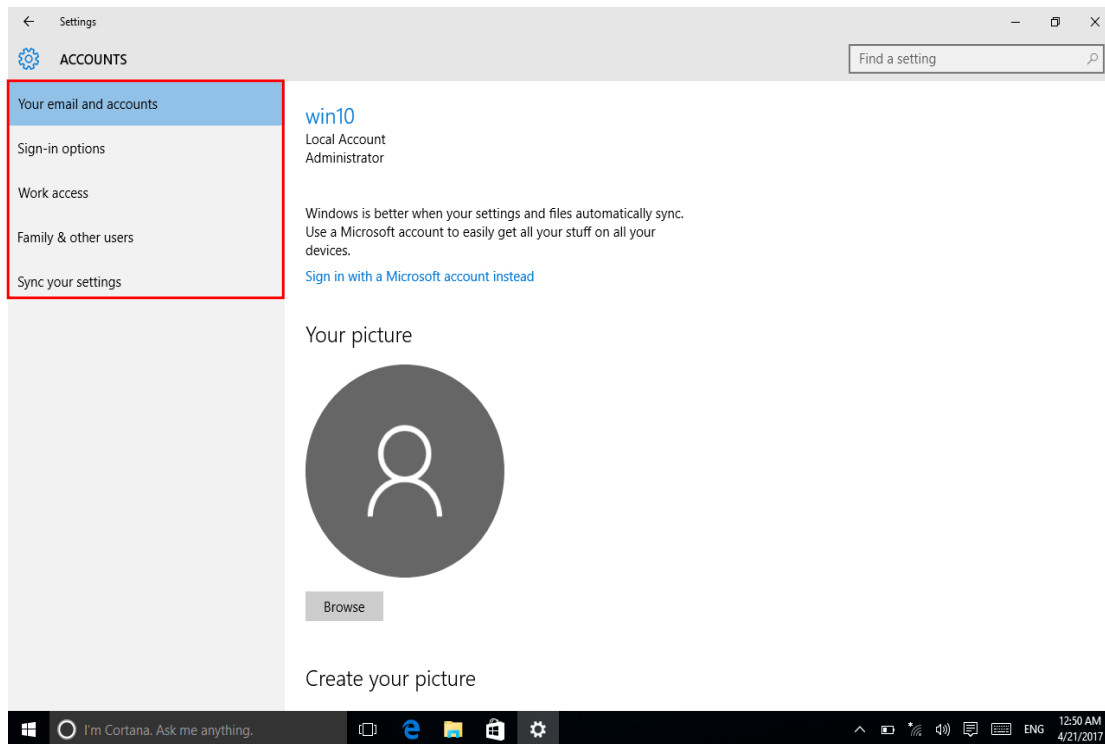 Settings
ACCOUNTS
Find a setting
Your email and accounts
Sign-in options
Work access
Family & other users
Sync your settings
win10
Local Account
Administrator
Windows is better when your settings and files automatically sync.
Use a Microsoft account to easily get all your stuff on all your
devices.
Sign in with a Microsoft account instead
Your picture
Browse
Create your picture
I'm Cortana. Ask me anything.
ENG
12:50 AM
4/21/2017